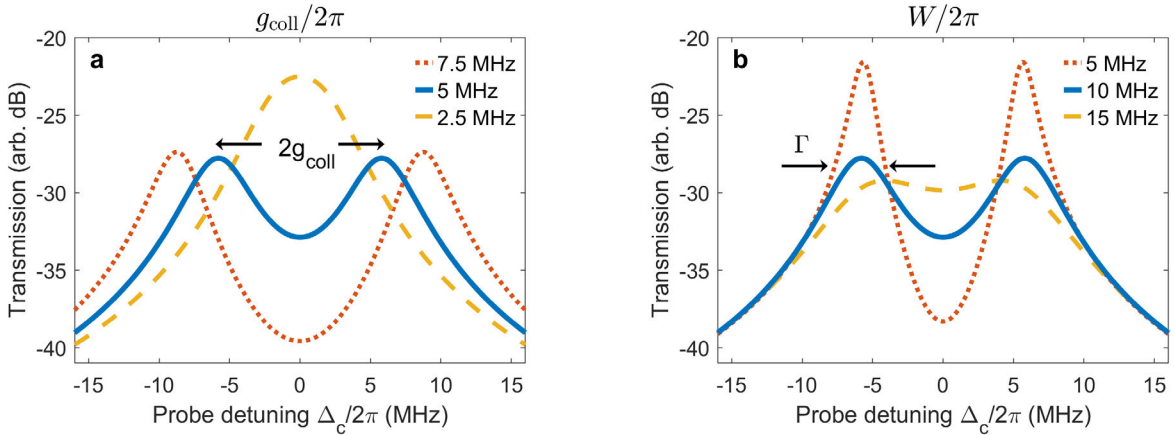 g_coll/2π
a
7.5 MHz
5 MHz
2.5 MHz
2g_coll
-20
-25
-30
-35
-40
Transmission (arb. dB)
-15 -10 -5 0 5 10 15
Probe detuning Δ_c/2π (MHz)
W/2π
b
5 MHz
10 MHz
15 MHz
Γ
-20
-25
-30
-35
-40
Transmission (arb. dB)
-15 -10 -5 0 5 10 15
Probe detuning Δ_c/2π (MHz)